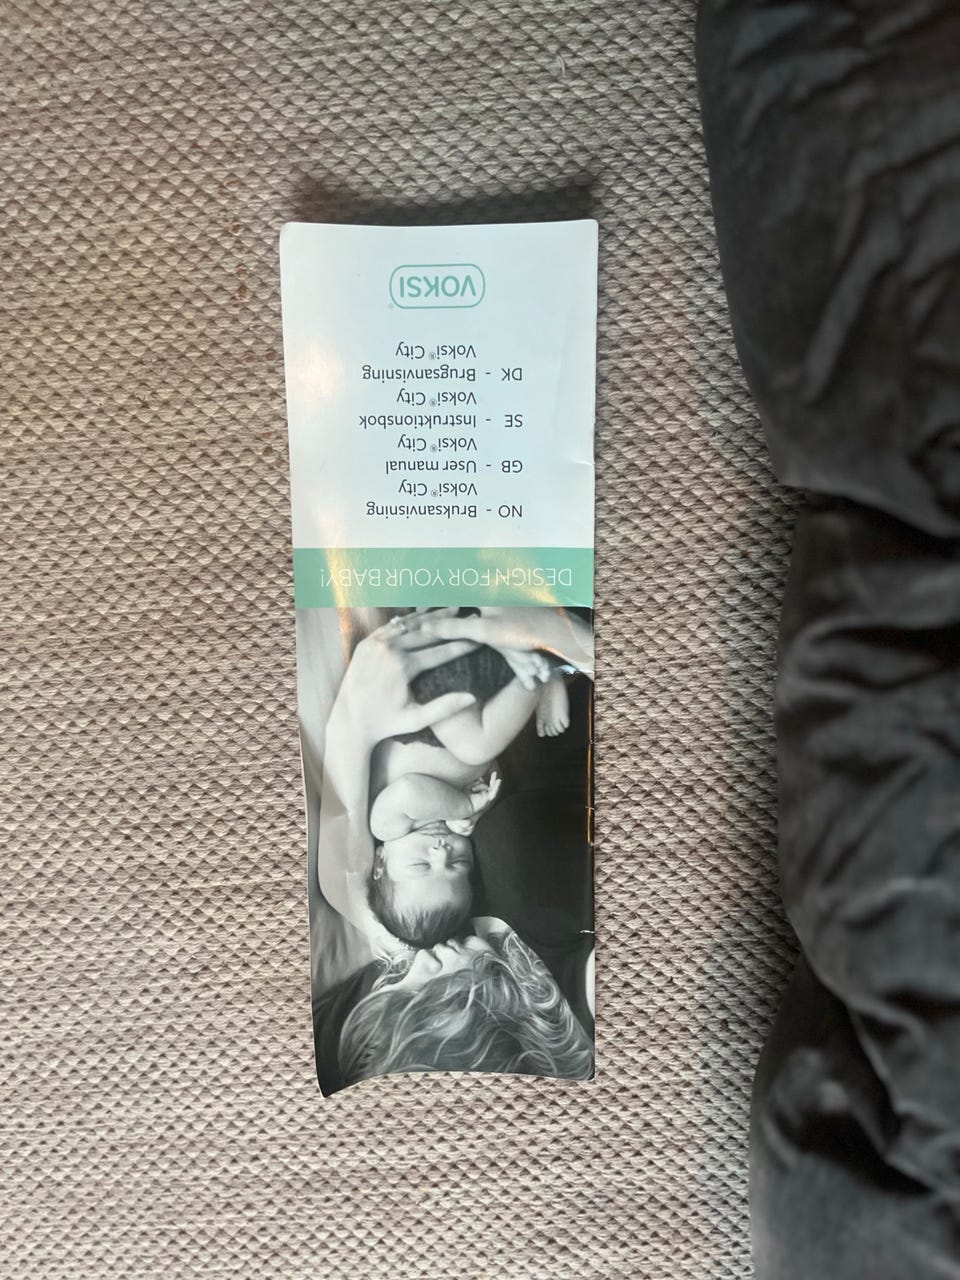 DESIGN FOR YOUR BABY!
NO - Bruksanvisning
Voksi® City
GB - User manual
Voksi® City
SE - Instruktionsbok
Voksi® City
DK - Brugsanvisning
Voksi® City
VOKSI®